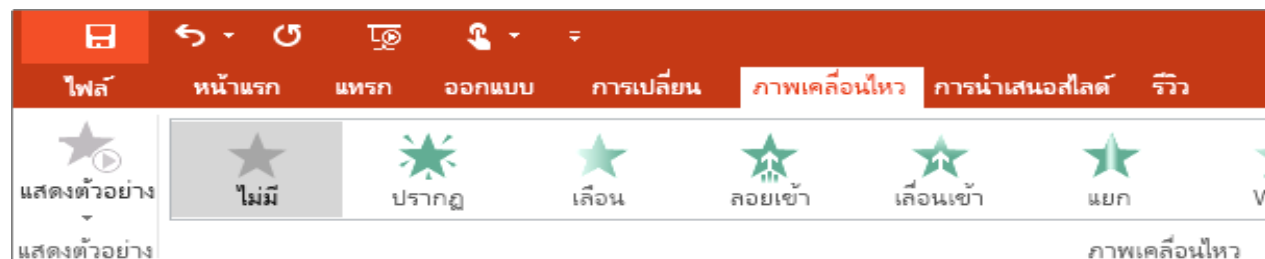 ไฟล์ หน้าแรก แทรก ออกแบบ การเปลี่ยน ภาพเคลื่อนไหว การนำเสนอสไลด์ รีวิว
แสดงตัวอย่าง ไม่มี ปรากฏ เลือน ลอยเข้า เลื่อนเข้า แยก
แสดงตัวอย่าง ภาพเคลื่อนไหว